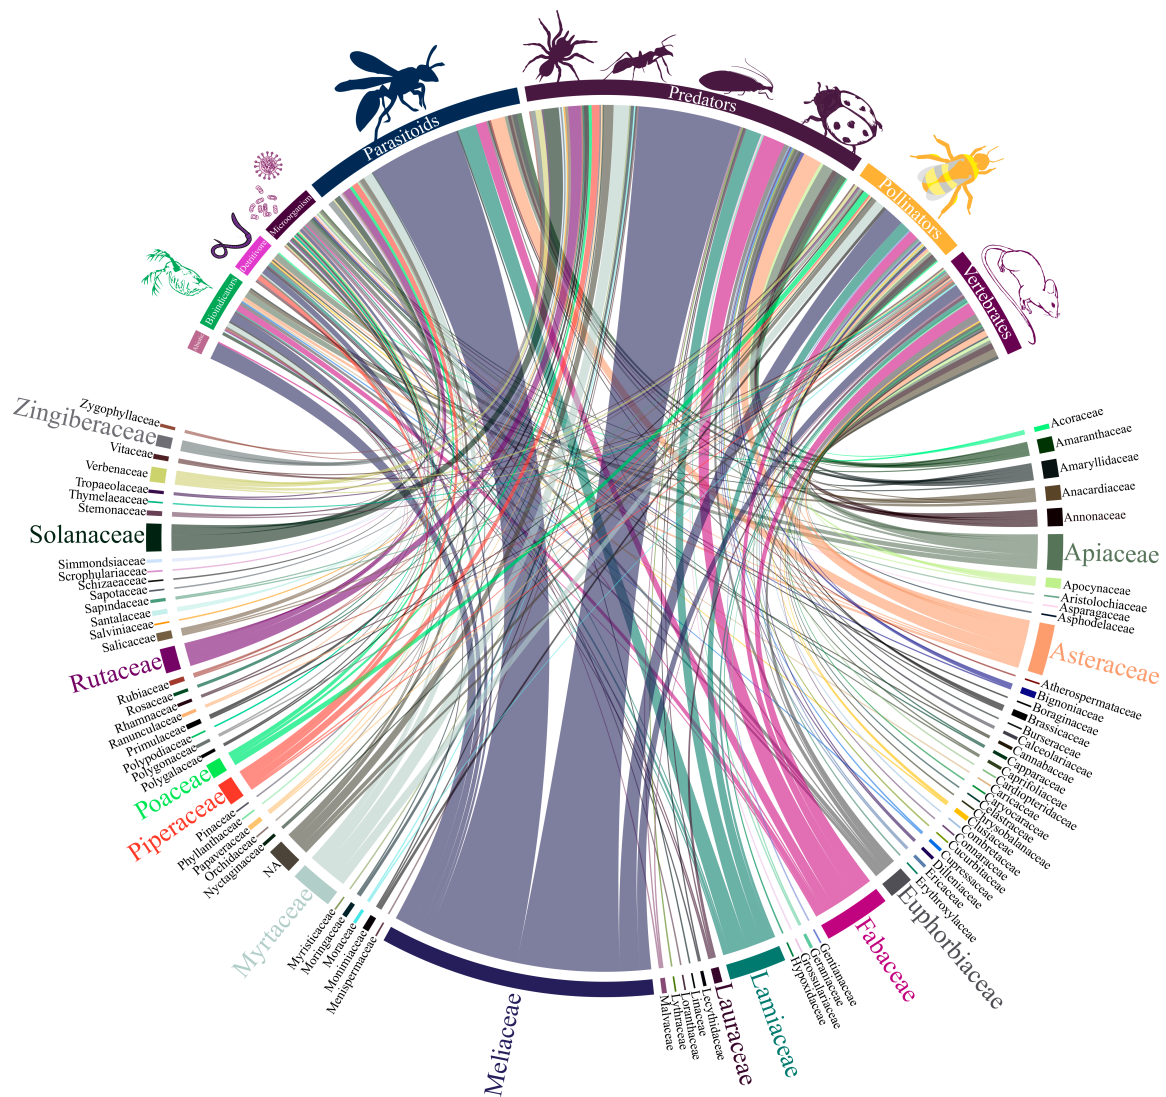 Predators
Parasitoids
Pollinators
Microorganism
Detritivore
Vertebrates
Bioindicators
Zygophyllaceae
Zingiberaceae
Vitaceae
Verbenaceae
Tropaeolaceae
Thymelaeaceae
Stemonaceae
Solanaceae
Simmondsiaceae
Scrophulariaceae
Schizaeaceae
Sapotaceae
Sapindaceae
Santalaceae
Salviniaceae
Salicaceae
Rutaceae
Rubiaceae
Rosaceae
Rhamnaceae
Ranunculaceae
Primulaceae
Polypodiaceae
Polygonaceae
Polygalaceae
Poaceae
Piperaceae
Pinaceae
Phyllanthaceae
Papaveraceae
Orchidaceae
Nyctaginaceae
NA
Myrtaceae
Myristicaceae
Moringaceae
Moraceae
Monimiaceae
Menispermaceae
Meliaceae
Malvaceae
Lythraceae
Loranthaceae
Linaceae
Lecythidaceae
Lauraceae
Lamiaceae
Hypoxidaceae
Grossulariaceae
Geraniaceae
Gentianaceae
Fabaceae
Euphorbiaceae
Erythroxylaceae
Ericaceae
Dilleniaceae
Cupressaceae
Cucurbitaceae
Connaraceae
Combretaceae
Clusiaceae
Chrysobalanaceae
Celastraceae
Caryocaraceae
Caricaceae
Cardiopteridaceae
Caprifoliaceae
Capparaceae
Cannabaceae
Calceolariaceae
Burseraceae
Brassicaceae
Boraginaceae
Bignoniaceae
Atherospermataceae
Asteraceae
Asphodelaceae
Asparagaceae
Aristolochiaceae
Apocynaceae
Apiaceae
Annonaceae
Anacardiaceae
Amaryllidaceae
Amaranthaceae
Acoraceae